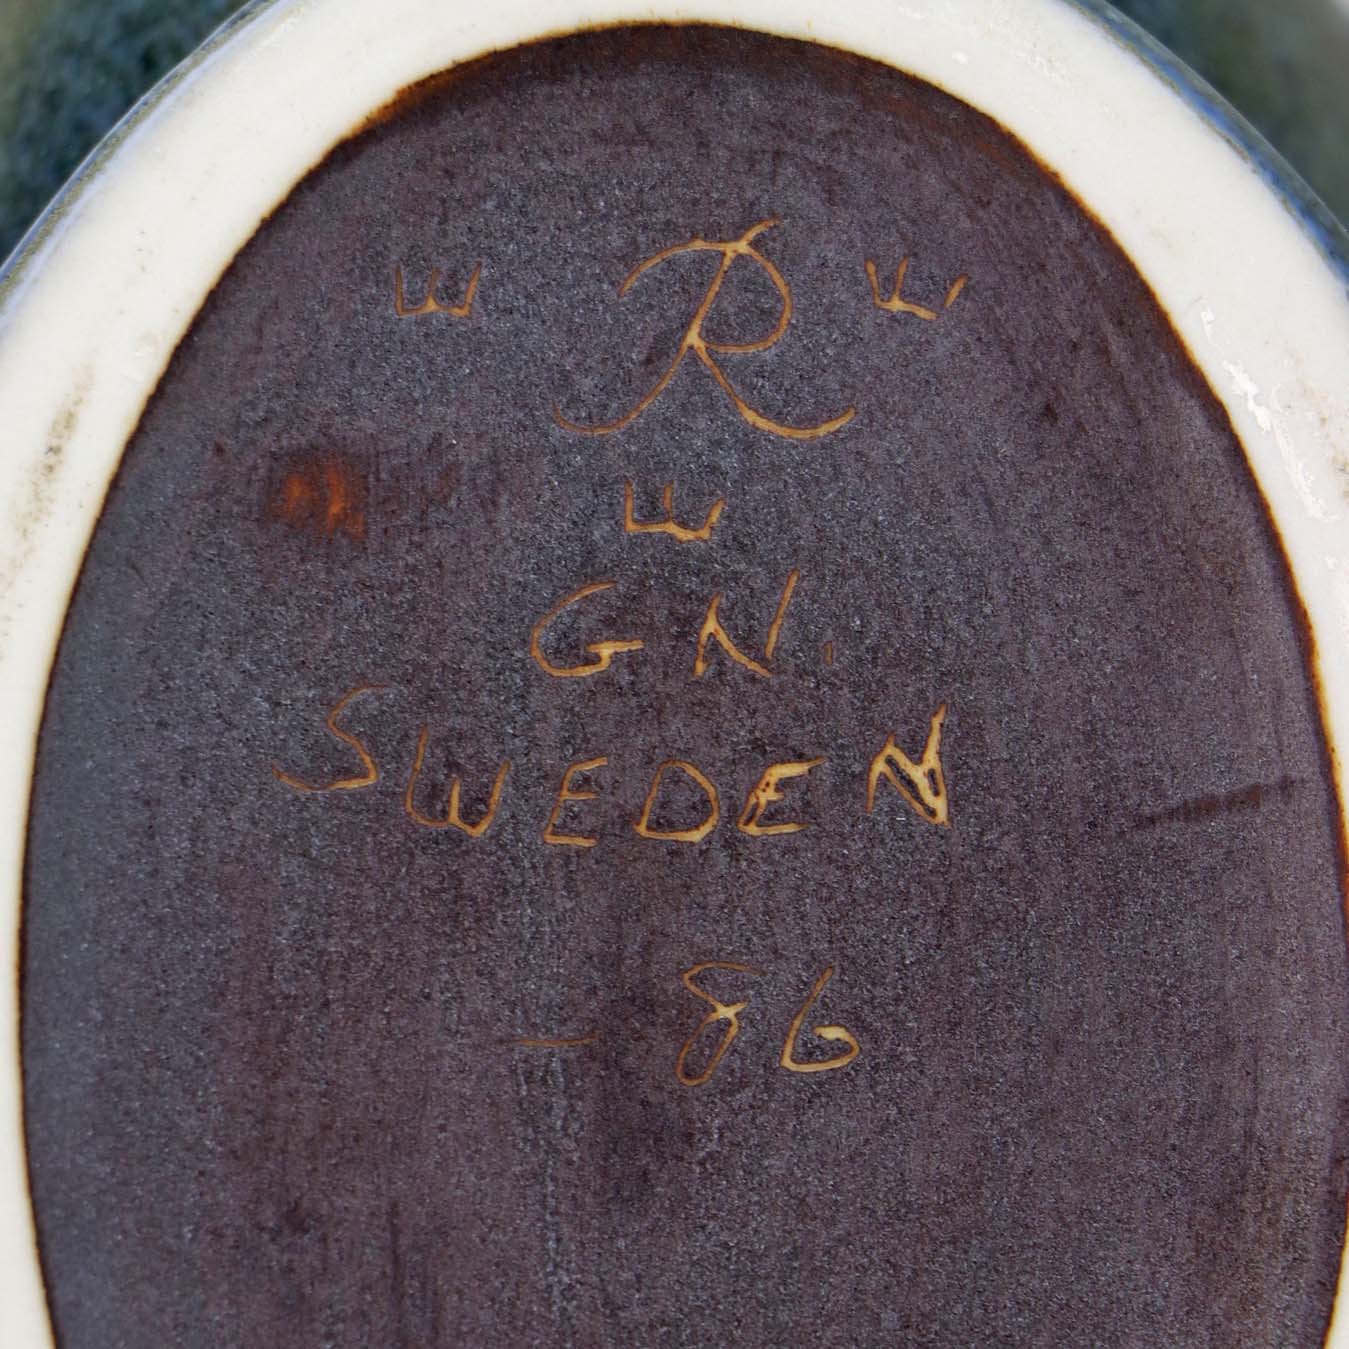 R
GN.
SWEDEN
- 86